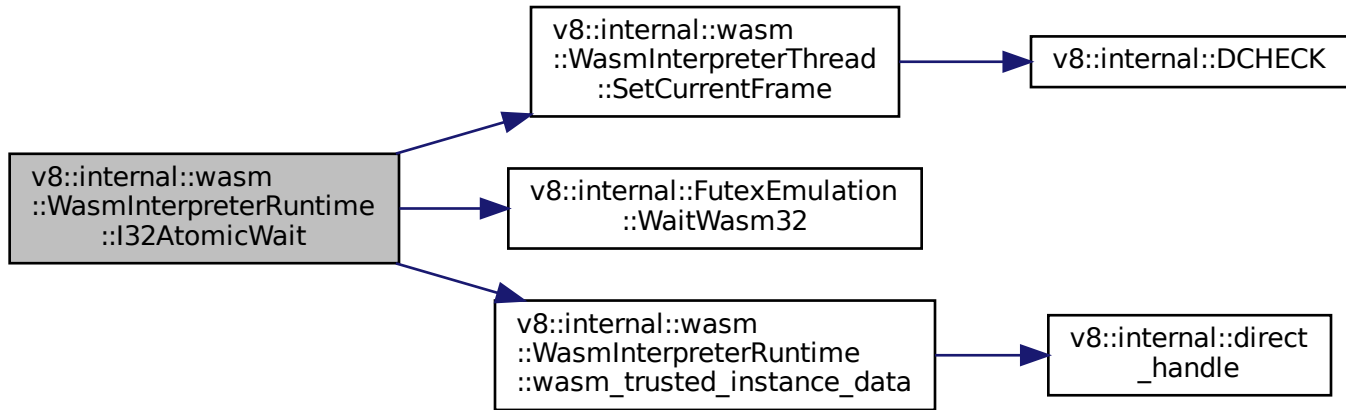 v8::internal::wasm
::WasmInterpreterRuntime
::I32AtomicWait
v8::internal::wasm
::WasmInterpreterThread
::SetCurrentFrame
v8::internal::DCHECK
v8::internal::FutexEmulation
::WaitWasm32
v8::internal::wasm
::WasmInterpreterRuntime
::wasm_trusted_instance_data
v8::internal::direct
_handle